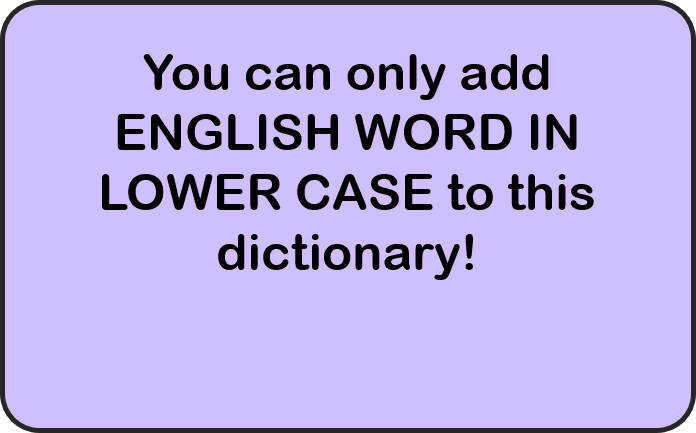 You can only add
ENGLISH WORD IN
LOWER CASE to this
dictionary!